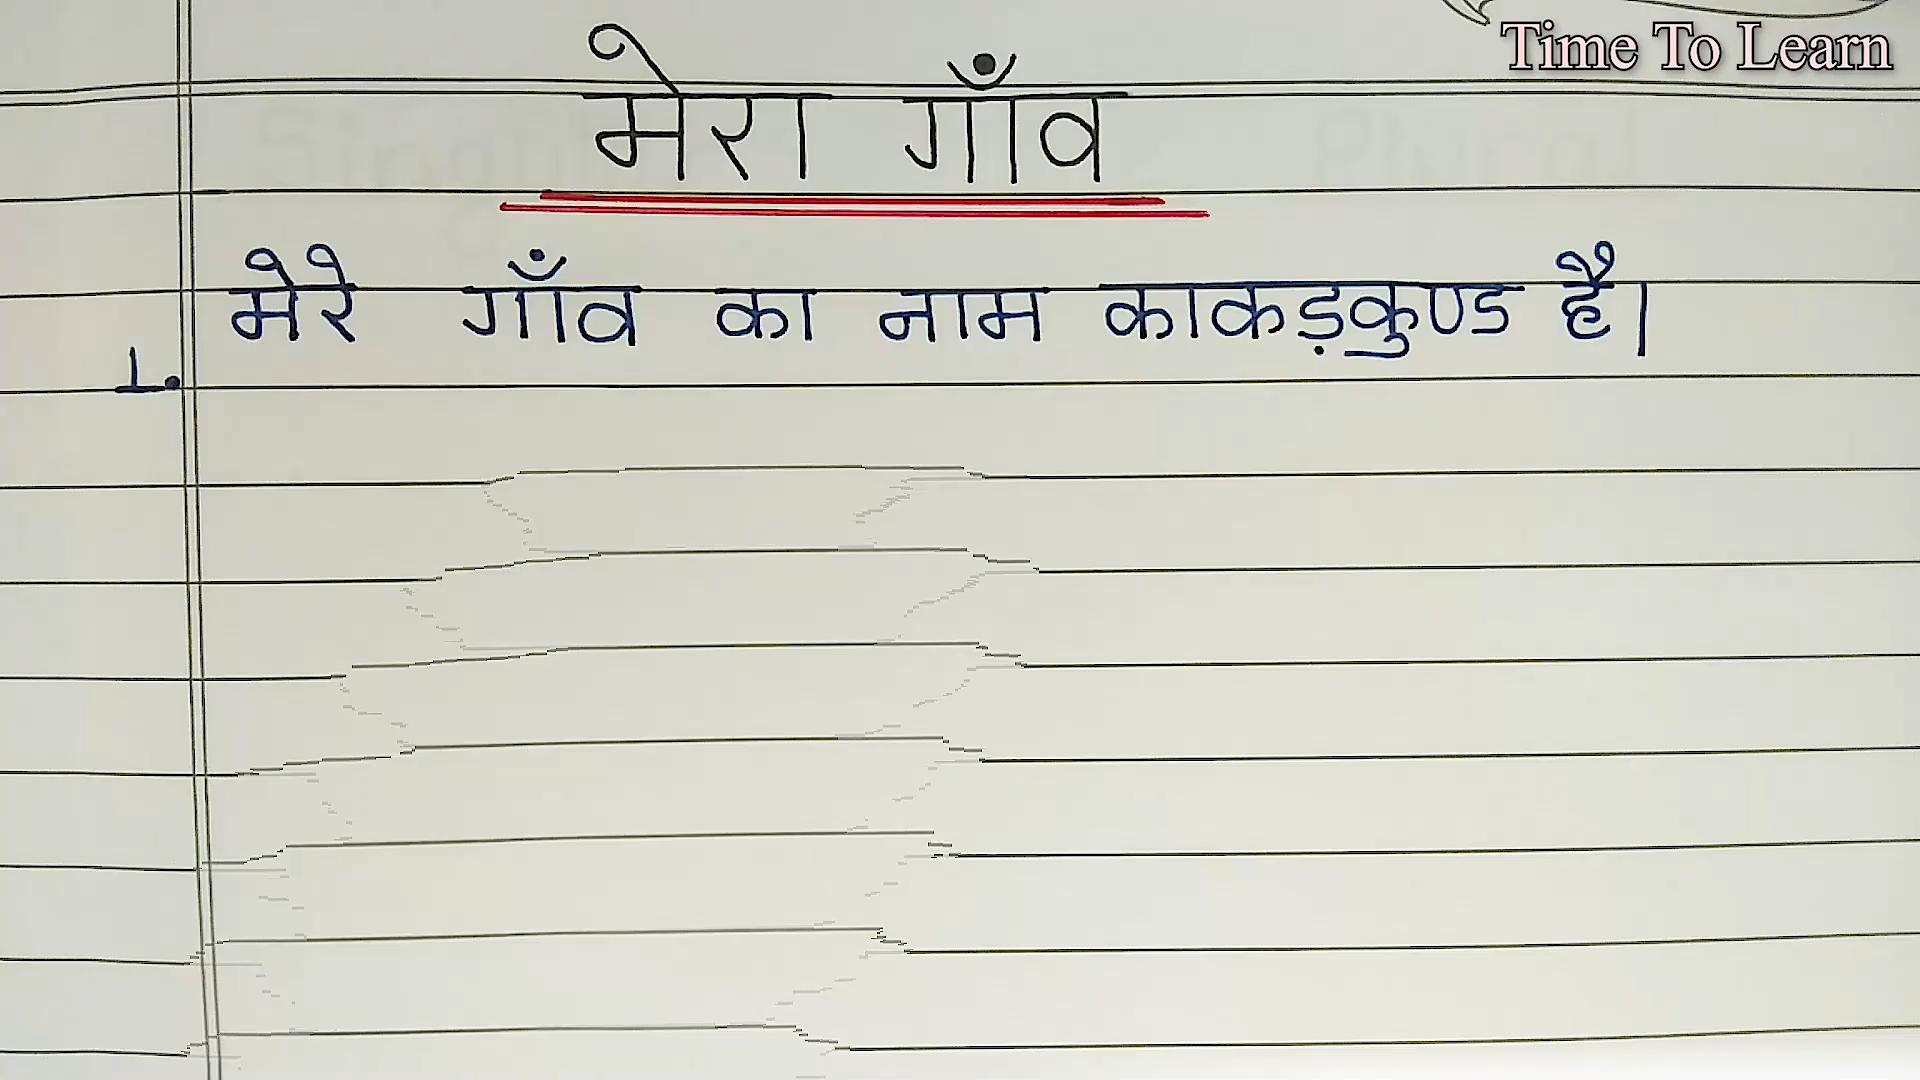 Time To Learn
मेरा गाँव
मेरे गाँव का नाम काकड़कुण्ड है।
1.